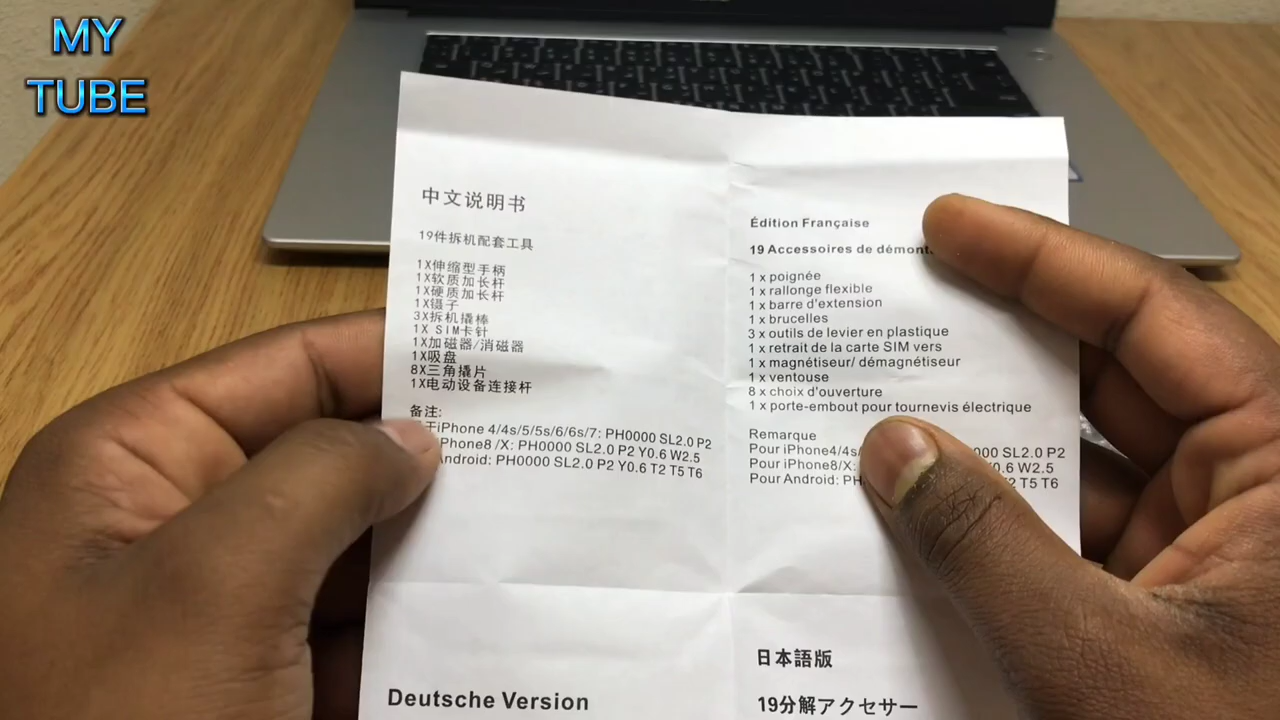 MY
TUBE
中文说明书
19件拆机配套工具
1X伸缩型手柄
1X软质加长杆
1X硬质加长杆
1X镊子
3X拆机撬棒
1X SIM卡针
1X加磁器/消磁器
1X吸盘
8X三角撬片
1X电动设备连接杆
备注:
iPhone 4/4s/5/5s/6/6s/7: PH0000 SL2.0 P2
Phone8 /X: PH0000 SL2.0 P2 Y0.6 W2.5
Android: PH0000 SL2.0 P2 Y0.6 T2 T5 T6
Édition Française
19 Accessoires de
1 x poignée
1 x rallonge flexible
1 x barre d'extension
1 x brucelles
3 x outils de levier en plastique
1 x retrait de la carte SIM vers
1 x magnétiseur/ démagnétiseur
1 x ventouse
8 x choix d'ouverture
1 x porte-embout pour tournevis électrique
Remarque
Pour iPhone4/4s/ 0000 SL2.0 P2
Pour iPhone8/X: Y0.6 W2.5
Pour Android: T2 T5 T6
Deutsche Version
日本語版
19分解アクセサー